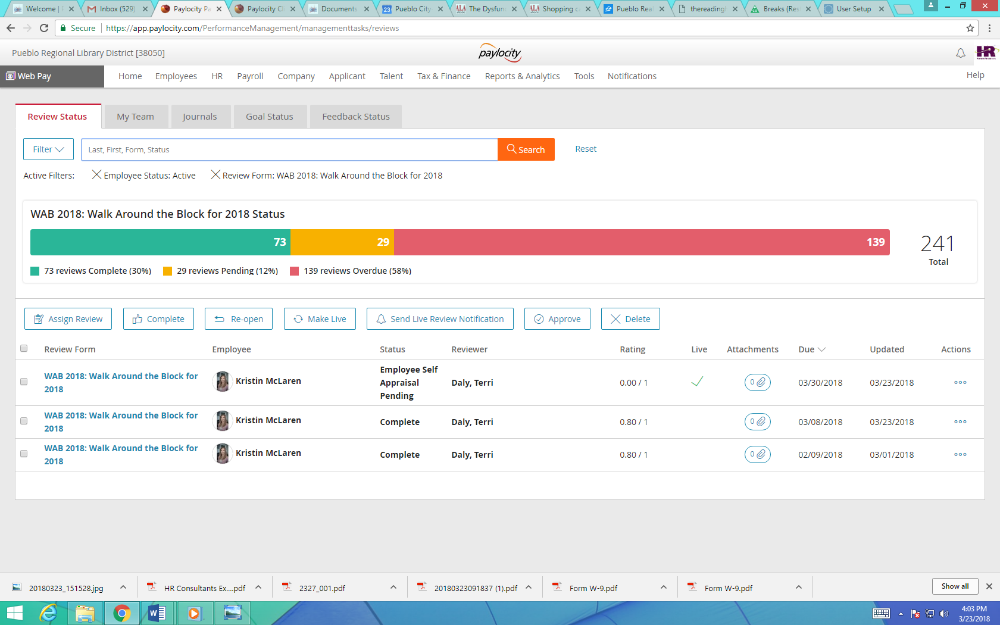 Welcome | P
Inbox (529)
Paylocity Pa
Paylocity Cl
Documents
23
Pueblo City
ALA
The Dysfun
ALA
Shopping ca
Pueblo Real
thereadingh
Breaks (Res
User Setup
Secure
https://app.paylocity.com/PerformanceManagement/managementtasks/reviews
Pueblo Regional Library District [38050]
paylocity
HR
Web Pay
Home
Employees
HR
Payroll
Company
Applicant
Talent
Tax & Finance
Reports & Analytics
Tools
Notifications
Help
Review Status
My Team
Journals
Goal Status
Feedback Status
Filter
Last, First, Form, Status
Search
Reset
Active Filters:
Employee Status: Active
Review Form: WAB 2018: Walk Around the Block for 2018
WAB 2018: Walk Around the Block for 2018 Status
73
29
139
241
Total
73 reviews Complete (30%)
29 reviews Pending (12%)
139 reviews Overdue (58%)
Assign Review
Complete
Re-open
Make Live
Send Live Review Notification
Approve
Delete
Review Form
Employee
Status
Reviewer
Rating
Live
Attachments
Due
Updated
Actions
WAB 2018: Walk Around the Block for
2018
Kristin McLaren
Employee Self
Appraisal
Pending
Daly, Terri
0.00 / 1
0
03/30/2018
03/23/2018
WAB 2018: Walk Around the Block for
2018
Kristin McLaren
Complete
Daly, Terri
0.80 / 1
0
03/08/2018
03/23/2018
WAB 2018: Walk Around the Block for
2018
Kristin McLaren
Complete
Daly, Terri
0.80 / 1
0
02/09/2018
03/01/2018
20180323_151528.jpg
HR Consultants Ex....pdf
2327_001.pdf
20180323091837 (1).pdf
Form W-9.pdf
Form W-9.pdf
Show all
4:03 PM
3/23/2018